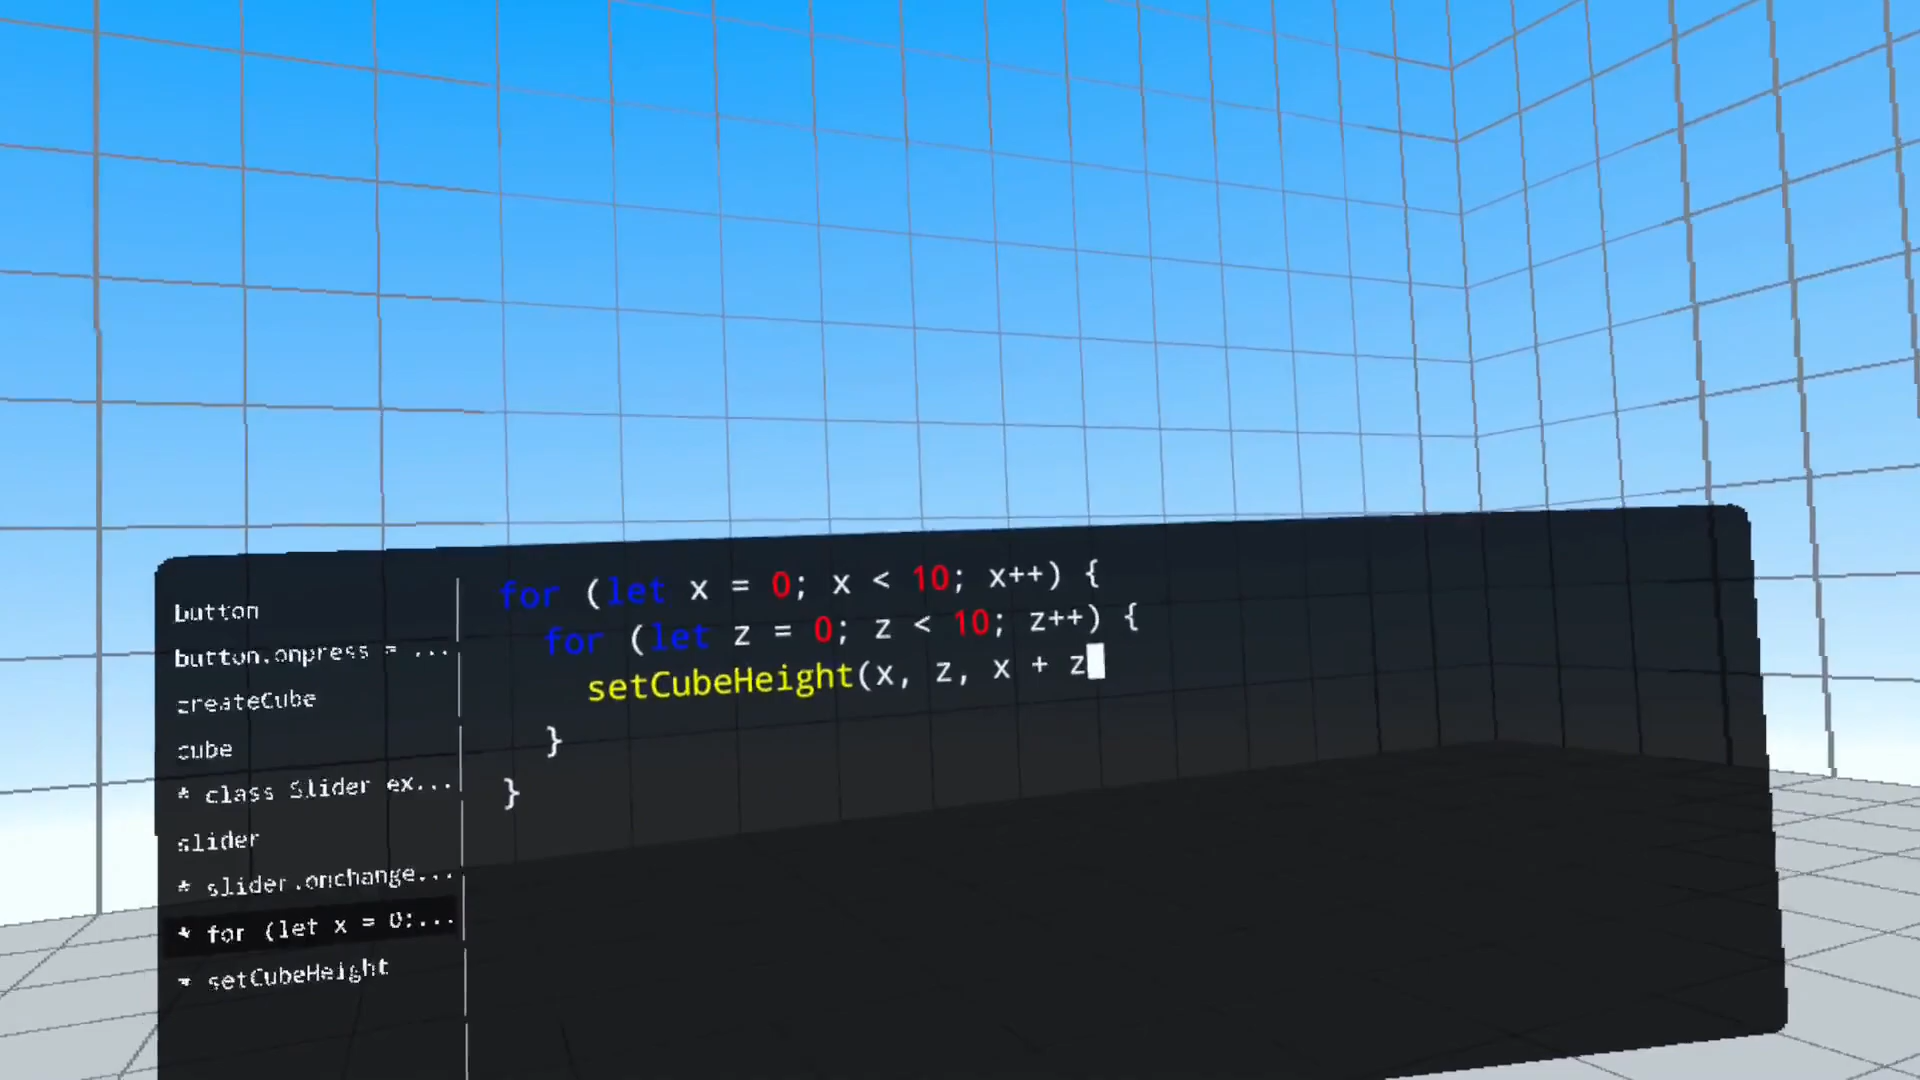 button
button.onpress = ...
createCube
cube
* class Slider ex...
slider
* slider.onchange...
* for (let x = 0;...
* setCubeHeight
for (let x = 0; x < 10; x++) {
for (let z = 0; z < 10; z++) {
setCubeHeight(x, z, x + z
}
}